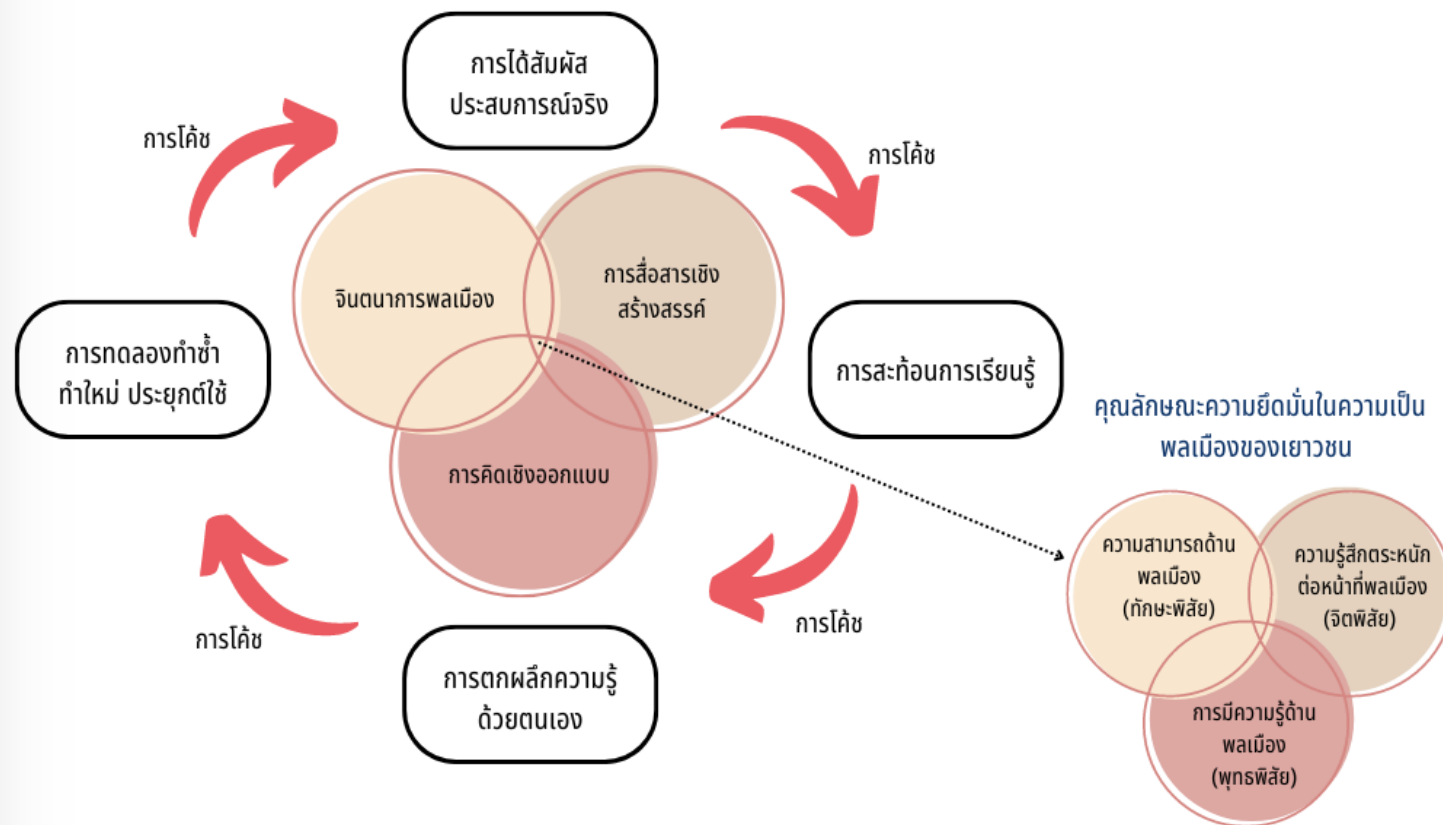 การได้สัมผัส
ประสบการณ์จริง
การโค้ช
การโค้ช
จินตนาการพลเมือง
การสื่อสารเชิง
สร้างสรรค์
การทดลองทำซ้ำ
ทำใหม่ ประยุกต์ใช้
การสะท้อนการเรียนรู้
การคิดเชิงออกแบบ
การโค้ช
การโค้ช
การตกผลึกความรู้
ด้วยตนเอง
คุณลักษณะความยึดมั่นในความเป็น
พลเมืองของเยาวชน
ความสามารถด้าน
พลเมือง
(ทักษะพิสัย)
ความรู้สึกตระหนัก
ต่อหน้าที่พลเมือง
(จิตพิสัย)
การมีความรู้ด้าน
พลเมือง
(พุทธพิสัย)